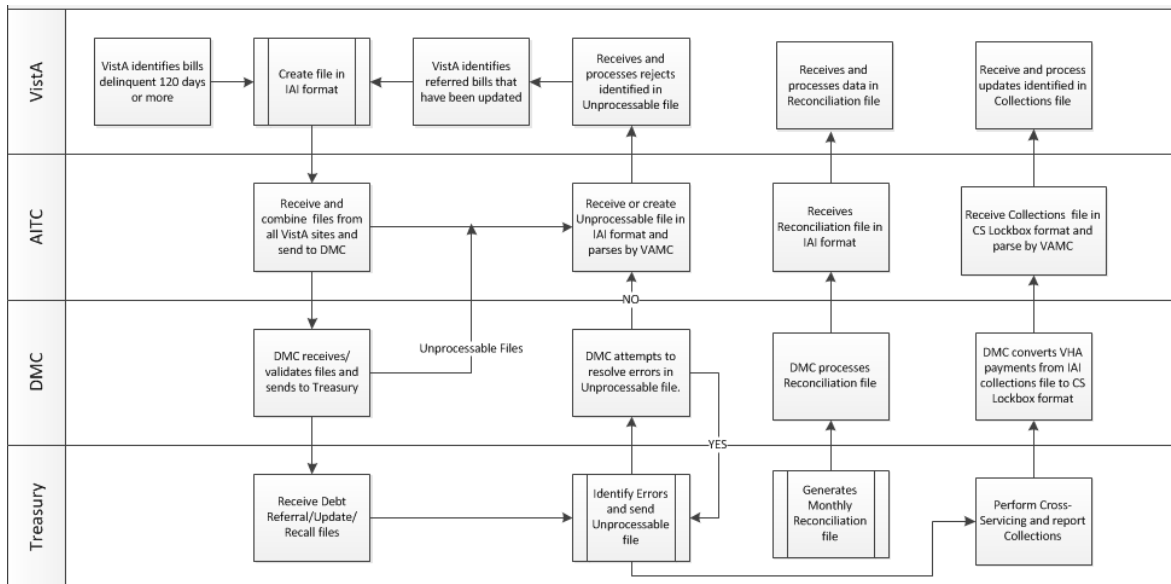 VistA
VistA identifies bills
delinquent 120 days
or more
Create file in
IAI format
VistA identifies
referred bills that
have been updated
Receives and
processes rejects
identified in
Unprocessable file
Receives and
processes data in
Reconciliation file
Receive and process
updates identified in
Collections file
AITC
Receive and
combine files from
all VistA sites and
send to DMC
Receive or create
Unprocessable file in
IAI format and
parses by VAMC
Receives
Reconciliation file in
IAI format
Receive Collections file in
CS Lockbox format and
parse by VAMC
NO
DMC
DMC receives/
validates files and
sends to Treasury
Unprocessable Files
DMC attempts to
resolve errors in
Unprocessable file.
DMC processes
Reconciliation file
DMC converts VHA
payments from IAI
collections file to CS
Lockbox format
YES
Treasury
Receive Debt
Referral/Update/
Recall files
Identify Errors
and send
Unprocessable
file
Generates
Monthly
Reconciliation
file
Perform Cross-
Servicing and report
Collections